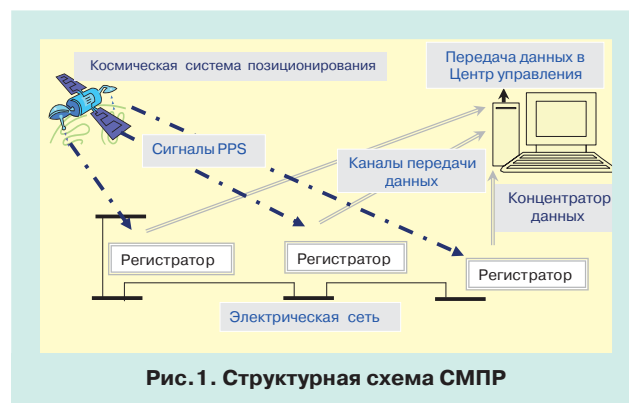 Космическая система позиционирования
Передача данных в
Центр управления
Сигналы PPS
Каналы передачи
данных
Концентратор
данных
Регистратор
Регистратор
Регистратор
Электрическая сеть
Рис.1. Структурная схема СМПР